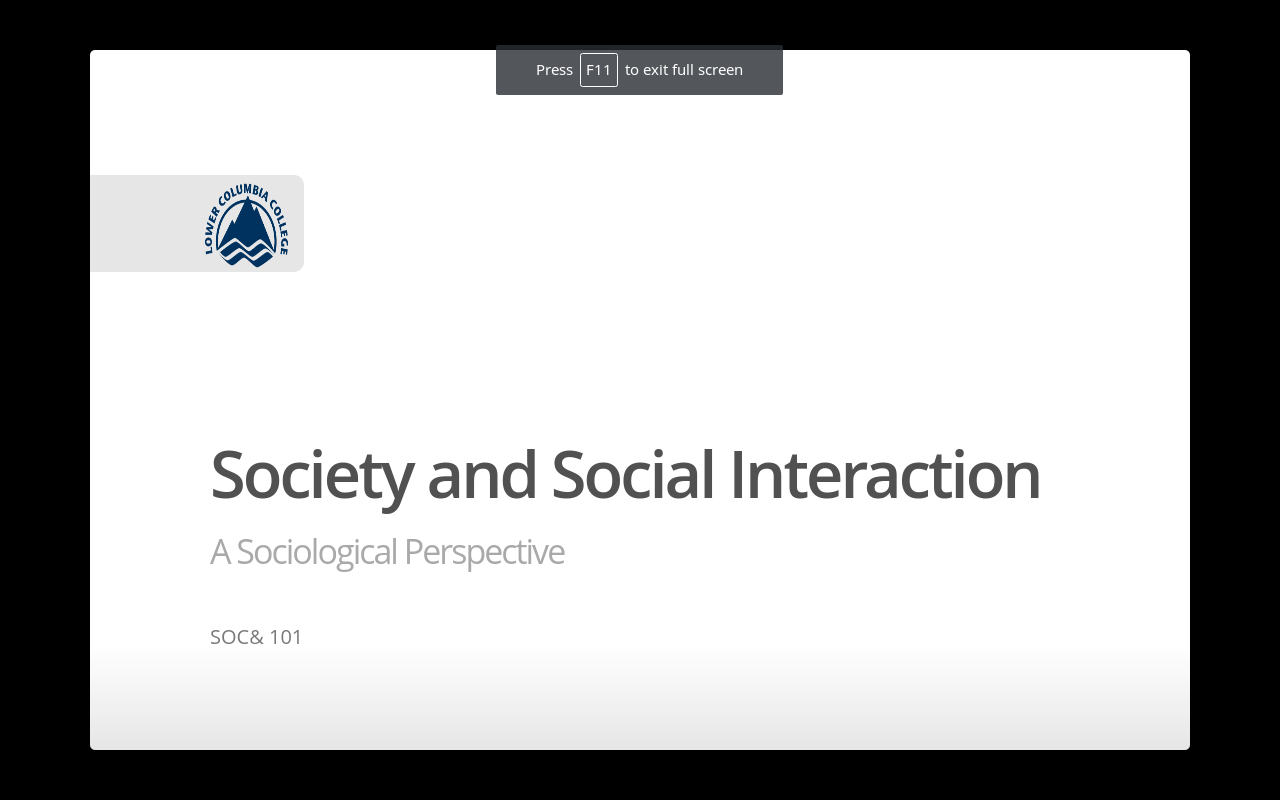 Press F11 to exit full screen
LOWER COLUMBIA COLLEGE
Society and Social Interaction
A Sociological Perspective
SOC& 101